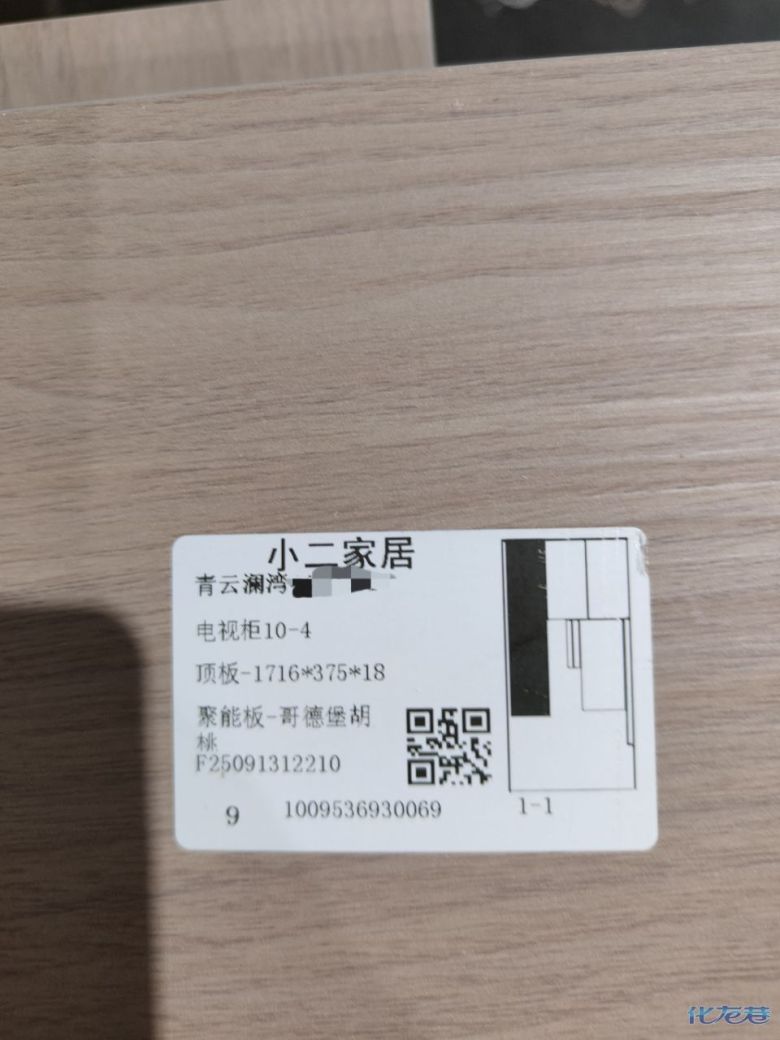 小二家居
青云澜湾
电视柜10-4
顶板-1716*375*18
聚能板-哥德堡胡
桃
F25091312210
9
1009536930069
1-1
化龙巷